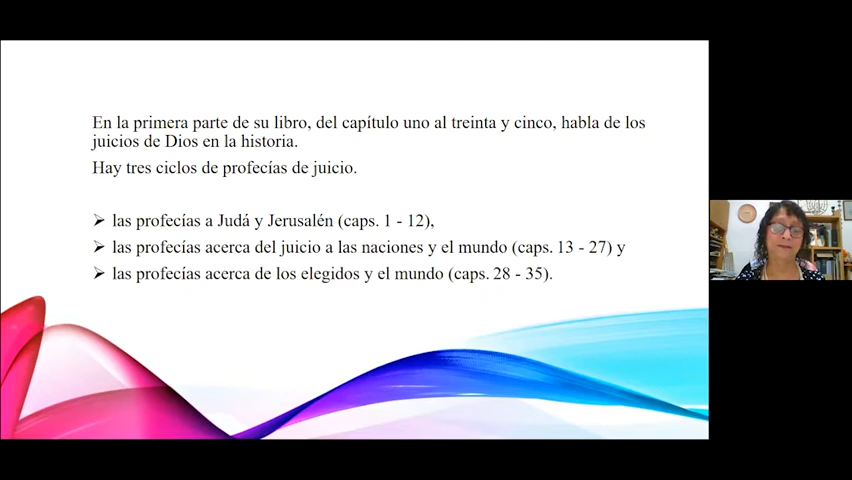 En la primera parte de su libro, del capítulo uno al treinta y cinco, habla de los
juicios de Dios en la historia.
Hay tres ciclos de profecías de juicio.
➢ las profecías a Judá y Jerusalén (caps. 1 - 12),
➢ las profecías acerca del juicio a las naciones y el mundo (caps. 13 - 27) y
➢ las profecías acerca de los elegidos y el mundo (caps. 28 - 35).